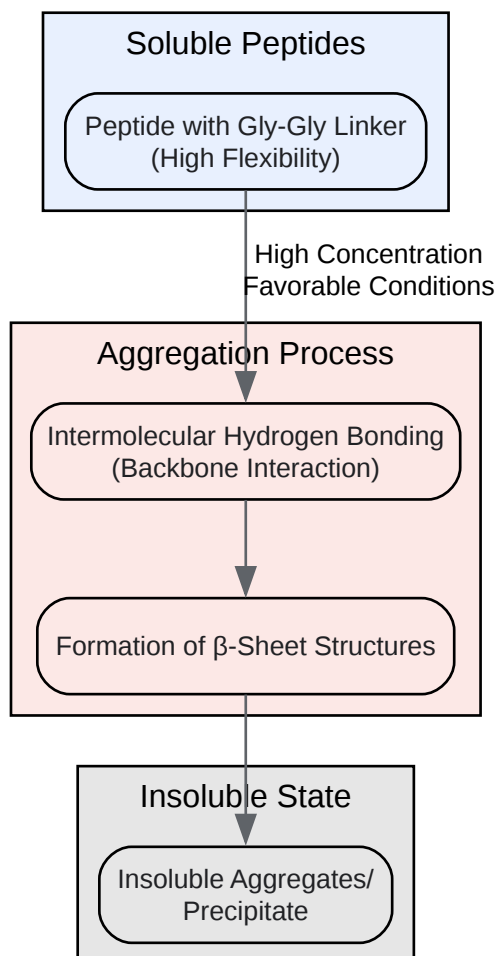 Soluble Peptides
Peptide with Gly-Gly Linker
(High Flexibility)
High Concentration
Favorable Conditions
Aggregation Process
Intermolecular Hydrogen Bonding
(Backbone Interaction)
Formation of β-Sheet Structures
Insoluble State
Insoluble Aggregates/
Precipitate